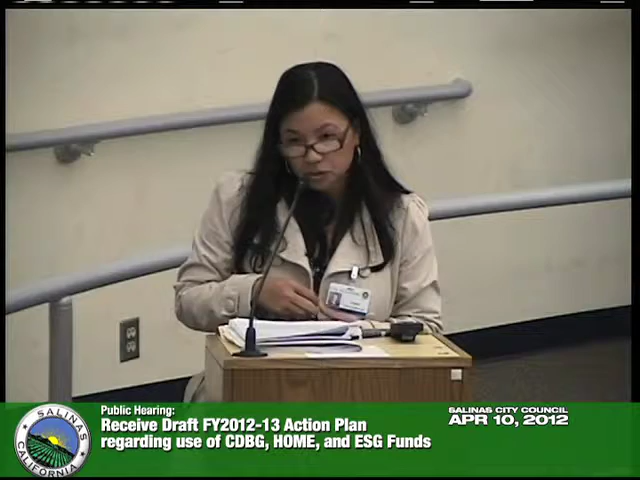 Public Hearing:
Receive Draft FY2012-13 Action Plan
regarding use of CDBG, HOME, and ESG Funds
SALINAS CITY COUNCIL
APR 10, 2012
SALINAS
CALIFORNIA